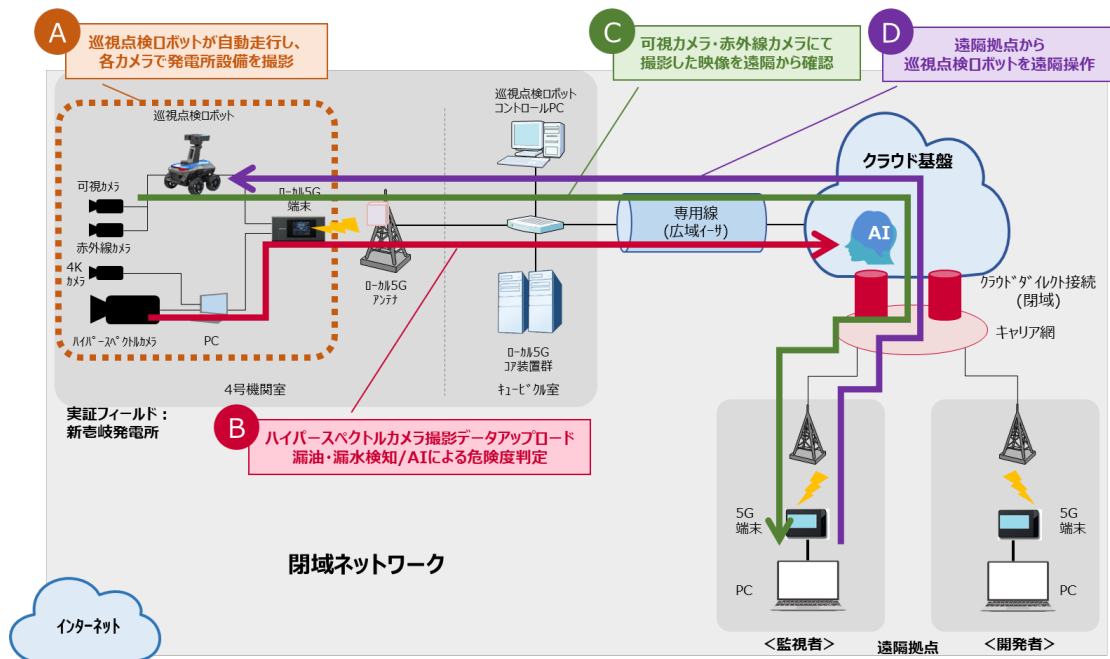 A
巡視点検ロボットが自動走行し、
各カメラで発電所設備を撮影
C
可視カメラ・赤外線カメラにて
撮影した映像を遠隔から確認
D
遠隔拠点から
巡視点検ロボットを遠隔操作
巡視点検ロボット
可視カメラ
赤外線カメラ
4K
カメラ
ハイパースペクトルカメラ
PC
ローカル5G
端末
ローカル5G
アンテナ
4号機関室
巡視点検ロボット
コントロールPC
ローカル5G
コア装置群
キュービクル室
専用線
(広域イーサ)
クラウド基盤
AI
クラウドダイレクト接続
(閉域)
キャリア網
実証フィールド：
新壱岐発電所
B
ハイパースペクトルカメラ撮影データアップロード
漏油・漏水検知/AIによる危険度判定
閉域ネットワーク
インターネット
5G
端末
PC
＜監視者＞
遠隔拠点
5G
端末
PC
＜開発者＞